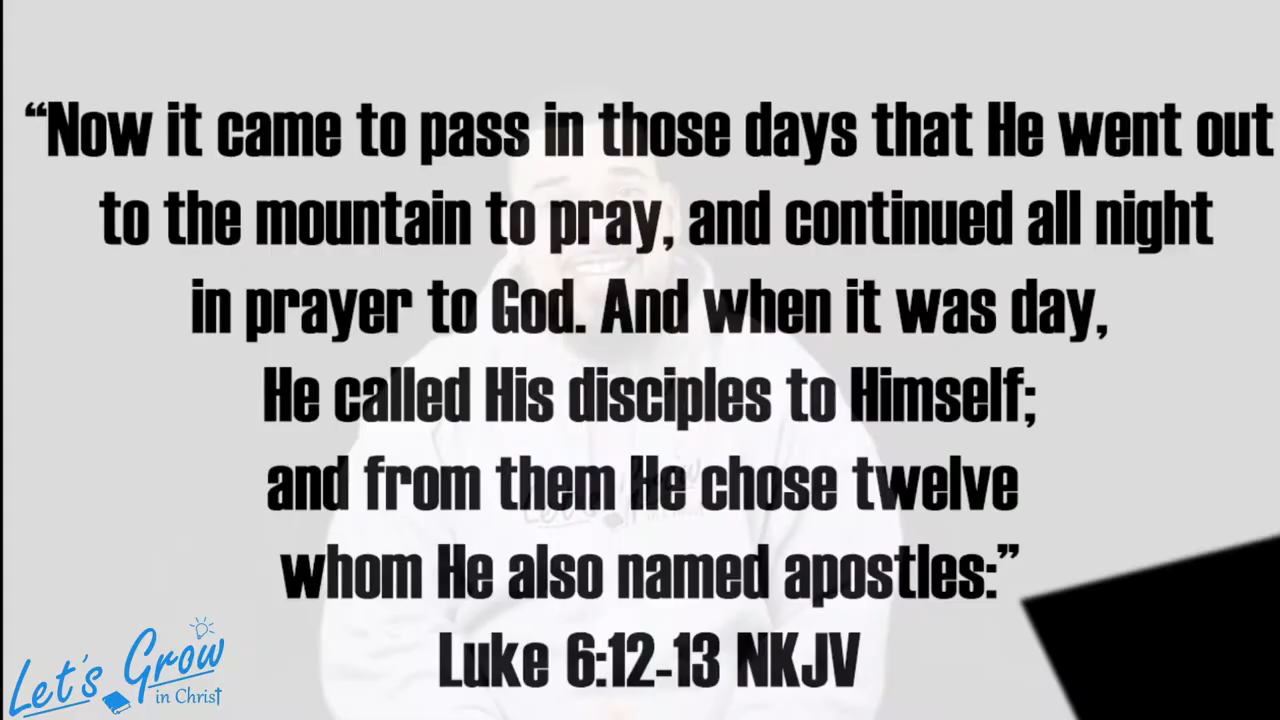 “Now it came to pass in those days that He went out
to the mountain to pray, and continued all night
in prayer to God. And when it was day,
He called His disciples to Himself;
and from them He chose twelve
whom He also named apostles:”
Luke 6:12-13 NKJV
Let's Grow
in Christ